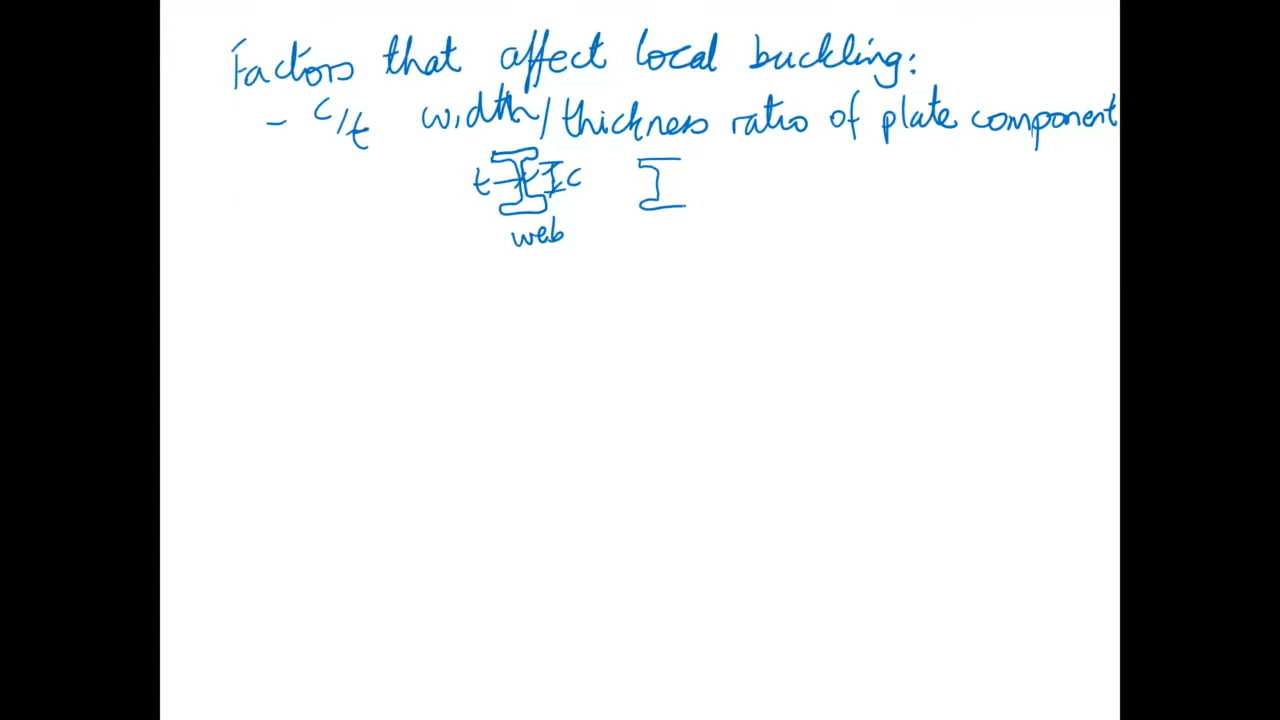 Factors that affect local buckling:
- c/t width/thickness ratio of plate component
t c
web